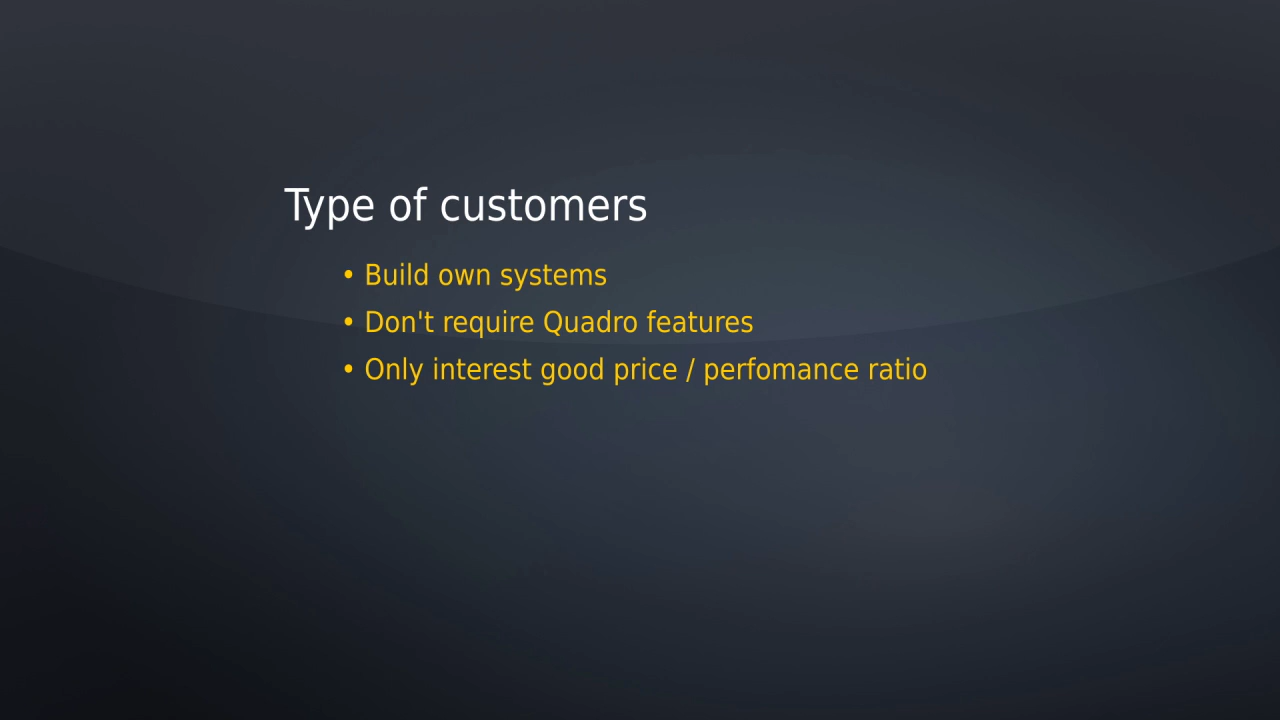 Type of customers
• Build own systems
• Don't require Quadro features
• Only interest good price / perfomance ratio